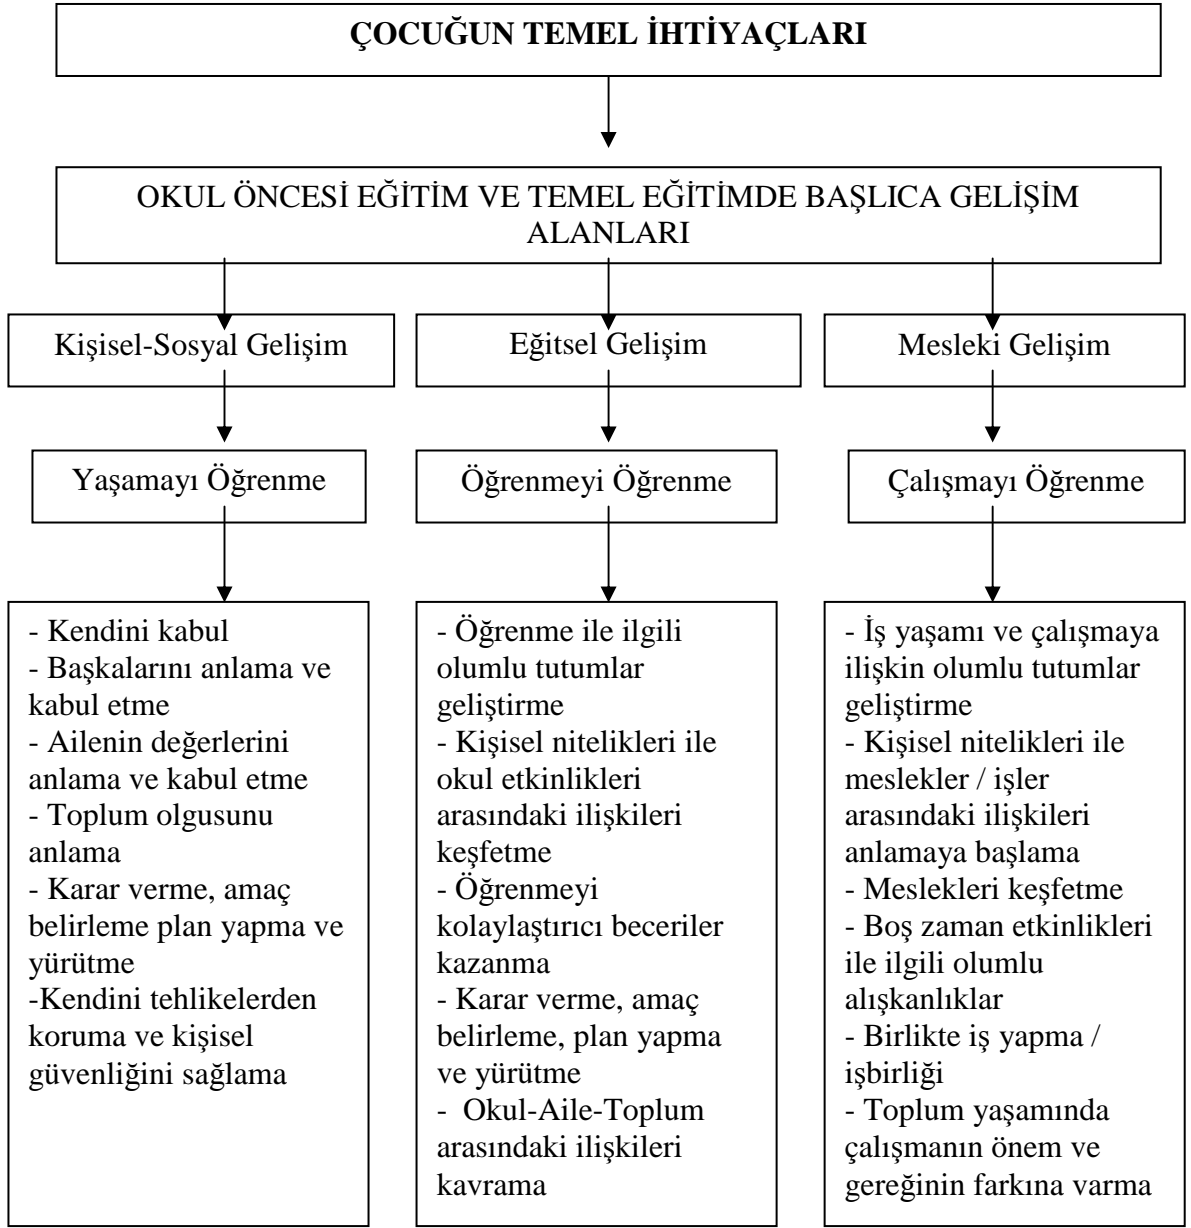 ÇOCUĞUN TEMEL İHTİYAÇLARI
OKUL ÖNCESİ EĞİTİM VE TEMEL EĞİTİMDE BAŞLICA GELİŞİM
ALANLARI
Kişisel-Sosyal Gelişim
Eğitsel Gelişim
Mesleki Gelişim
Yaşamayı Öğrenme
Öğrenmeyi Öğrenme
Çalışmayı Öğrenme
- Kendini kabul
- Başkalarını anlama ve
kabul etme
- Ailenin değerlerini
anlama ve kabul etme
- Toplum olgusunu
anlama
- Karar verme, amaç
belirleme plan yapma ve
yürütme
-Kendini tehlikelerden
koruma ve kişisel
güvenliğini sağlama
- Öğrenme ile ilgili
olumlu tutumlar
geliştirme
- Kişisel nitelikleri ile
okul etkinlikleri
arasındaki ilişkileri
keşfetme
- Öğrenmeyi
kolaylaştırıcı beceriler
kazanma
- Karar verme, amaç
belirleme, plan yapma
ve yürütme
- Okul-Aile-Toplum
arasındaki ilişkileri
kavrama
- İş yaşamı ve çalışmaya
ilişkin olumlu tutumlar
geliştirme
- Kişisel nitelikleri ile
meslekler / işler
arasındaki ilişkileri
anlamaya başlama
- Meslekleri keşfetme
- Boş zaman etkinlikleri
ile ilgili olumlu
alışkanlıklar
- Birlikte iş yapma /
işbirliği
- Toplum yaşamında
çalışmanın önem ve
gereğinin farkına varma